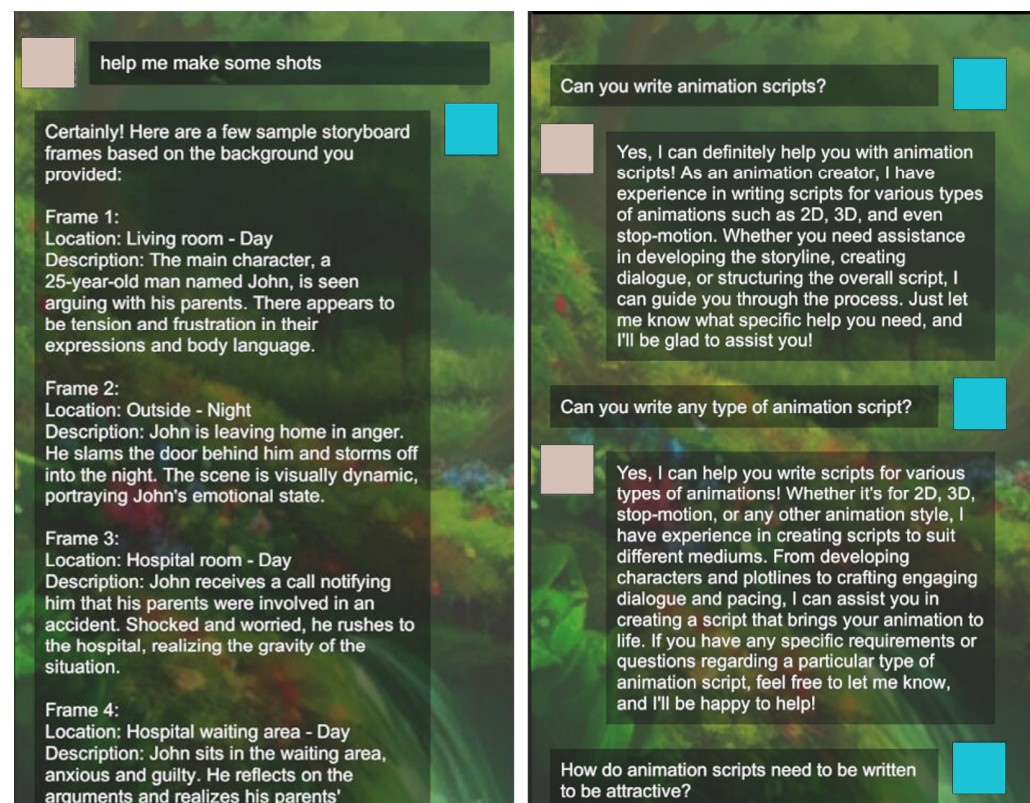 help me make some shots
Certainly! Here are a few sample storyboard
frames based on the background you
provided:
Frame 1:
Location: Living room - Day
Description: The main character, a
25-year-old man named John, is seen
arguing with his parents. There appears to
be tension and frustration in their
expressions and body language.
Frame 2:
Location: Outside - Night
Description: John is leaving home in anger.
He slams the door behind him and storms off
into the night. The scene is visually dynamic,
portraying John's emotional state.
Frame 3:
Location: Hospital room - Day
Description: John receives a call notifying
him that his parents were involved in an
accident. Shocked and worried, he rushes to
the hospital, realizing the gravity of the
situation.
Frame 4:
Location: Hospital waiting area - Day
Description: John sits in the waiting area,
anxious and guilty. He reflects on the
arguments and realizes his parents'
Can you write animation scripts?
Yes, I can definitely help you with animation
scripts! As an animation creator, I have
experience in writing scripts for various types
of animations such as 2D, 3D, and even
stop-motion. Whether you need assistance
in developing the storyline, creating
dialogue, or structuring the overall script, I
can guide you through the process. Just let
me know what specific help you need, and
I'll be glad to assist you!
Can you write any type of animation script?
Yes, I can help you write scripts for various
types of animations! Whether it's for 2D, 3D,
stop-motion, or any other animation style, I
have experience in creating scripts to suit
different mediums. From developing
characters and plotlines to crafting engaging
dialogue and pacing, I can assist you in
creating a script that brings your animation to
life. If you have any specific requirements or
questions regarding a particular type of
animation script, feel free to let me know,
and I'll be happy to help!
How do animation scripts need to be written
to be attractive?